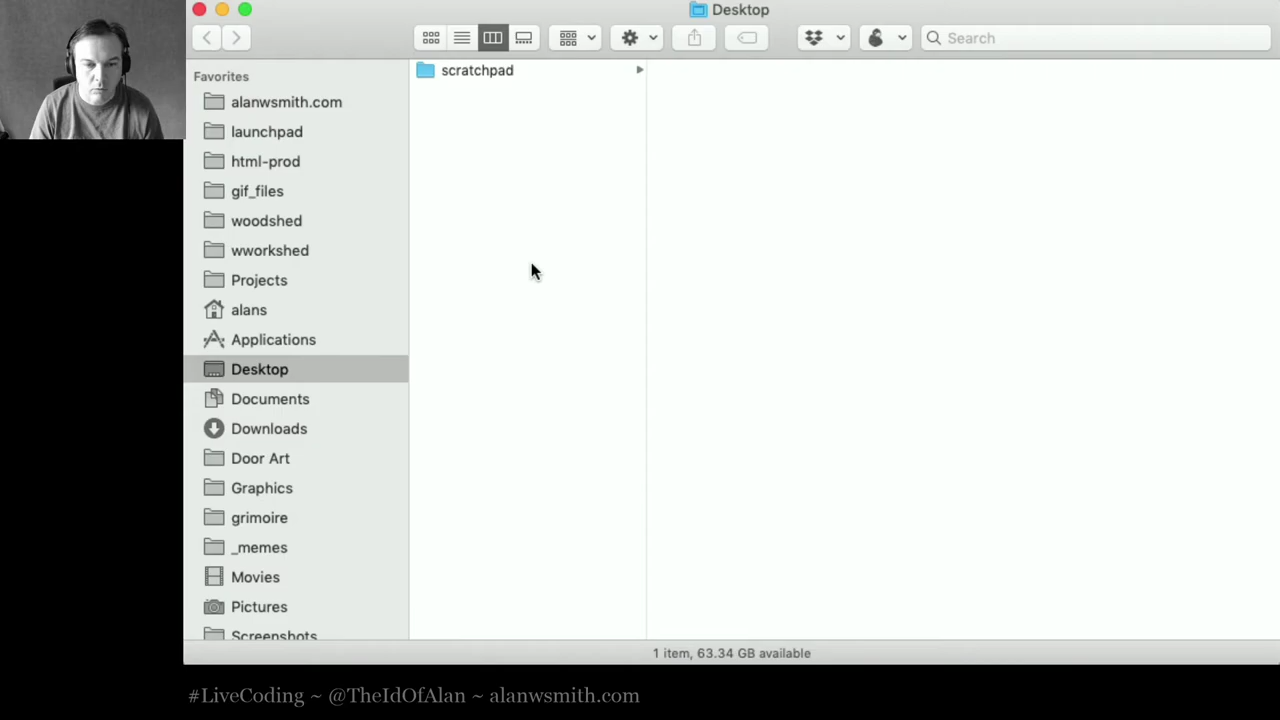 Desktop
Search
Favorites
alanwsmith.com
launchpad
html-prod
gif_files
woodshed
wworkshed
Projects
alans
Applications
Desktop
Documents
Downloads
Door Art
Graphics
grimoire
_memes
Movies
Pictures
Screenshots
scratchpad
1 item, 63.34 GB available
#LiveCoding ~ @TheIdOfAlan ~ alanwsmith.com